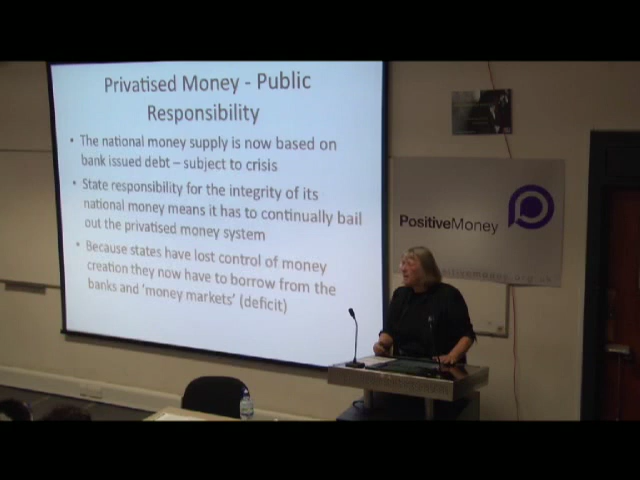 Privatised Money - Public
Responsibility
• The national money supply is now based on
bank issued debt – subject to crisis
• State responsibility for the integrity of its
national money means it has to continually bail
out the privatised money system
• Because states have lost control of money
creation they now have to borrow from the
banks and ‘money markets’ (deficit)
PositiveMoney